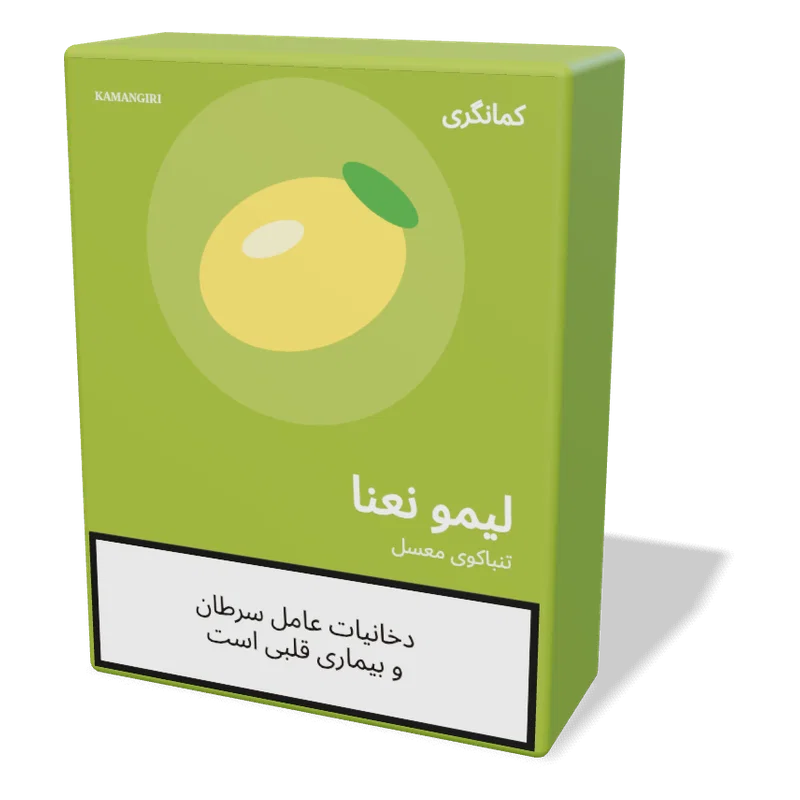 KAMANGIRI
کمانگری
لیمو نعنا
تنباکوی معسل
دخانیات عامل سرطان
و بیماری قلبی است